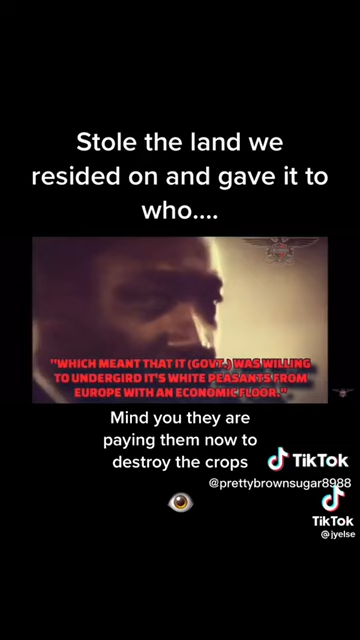 Stole the land we
resided on and gave it to
who....
"WHICH MEANT THAT IT (GOVT.) WAS WILLING
TO UNDERGIRD IT'S WHITE PEASANTS FROM
EUROPE WITH AN ECONOMIC FLOOR."
Mind you they are
paying them now to
destroy the crops
TikTok
@prettybrownsugar8988
TikTok
@jyelse